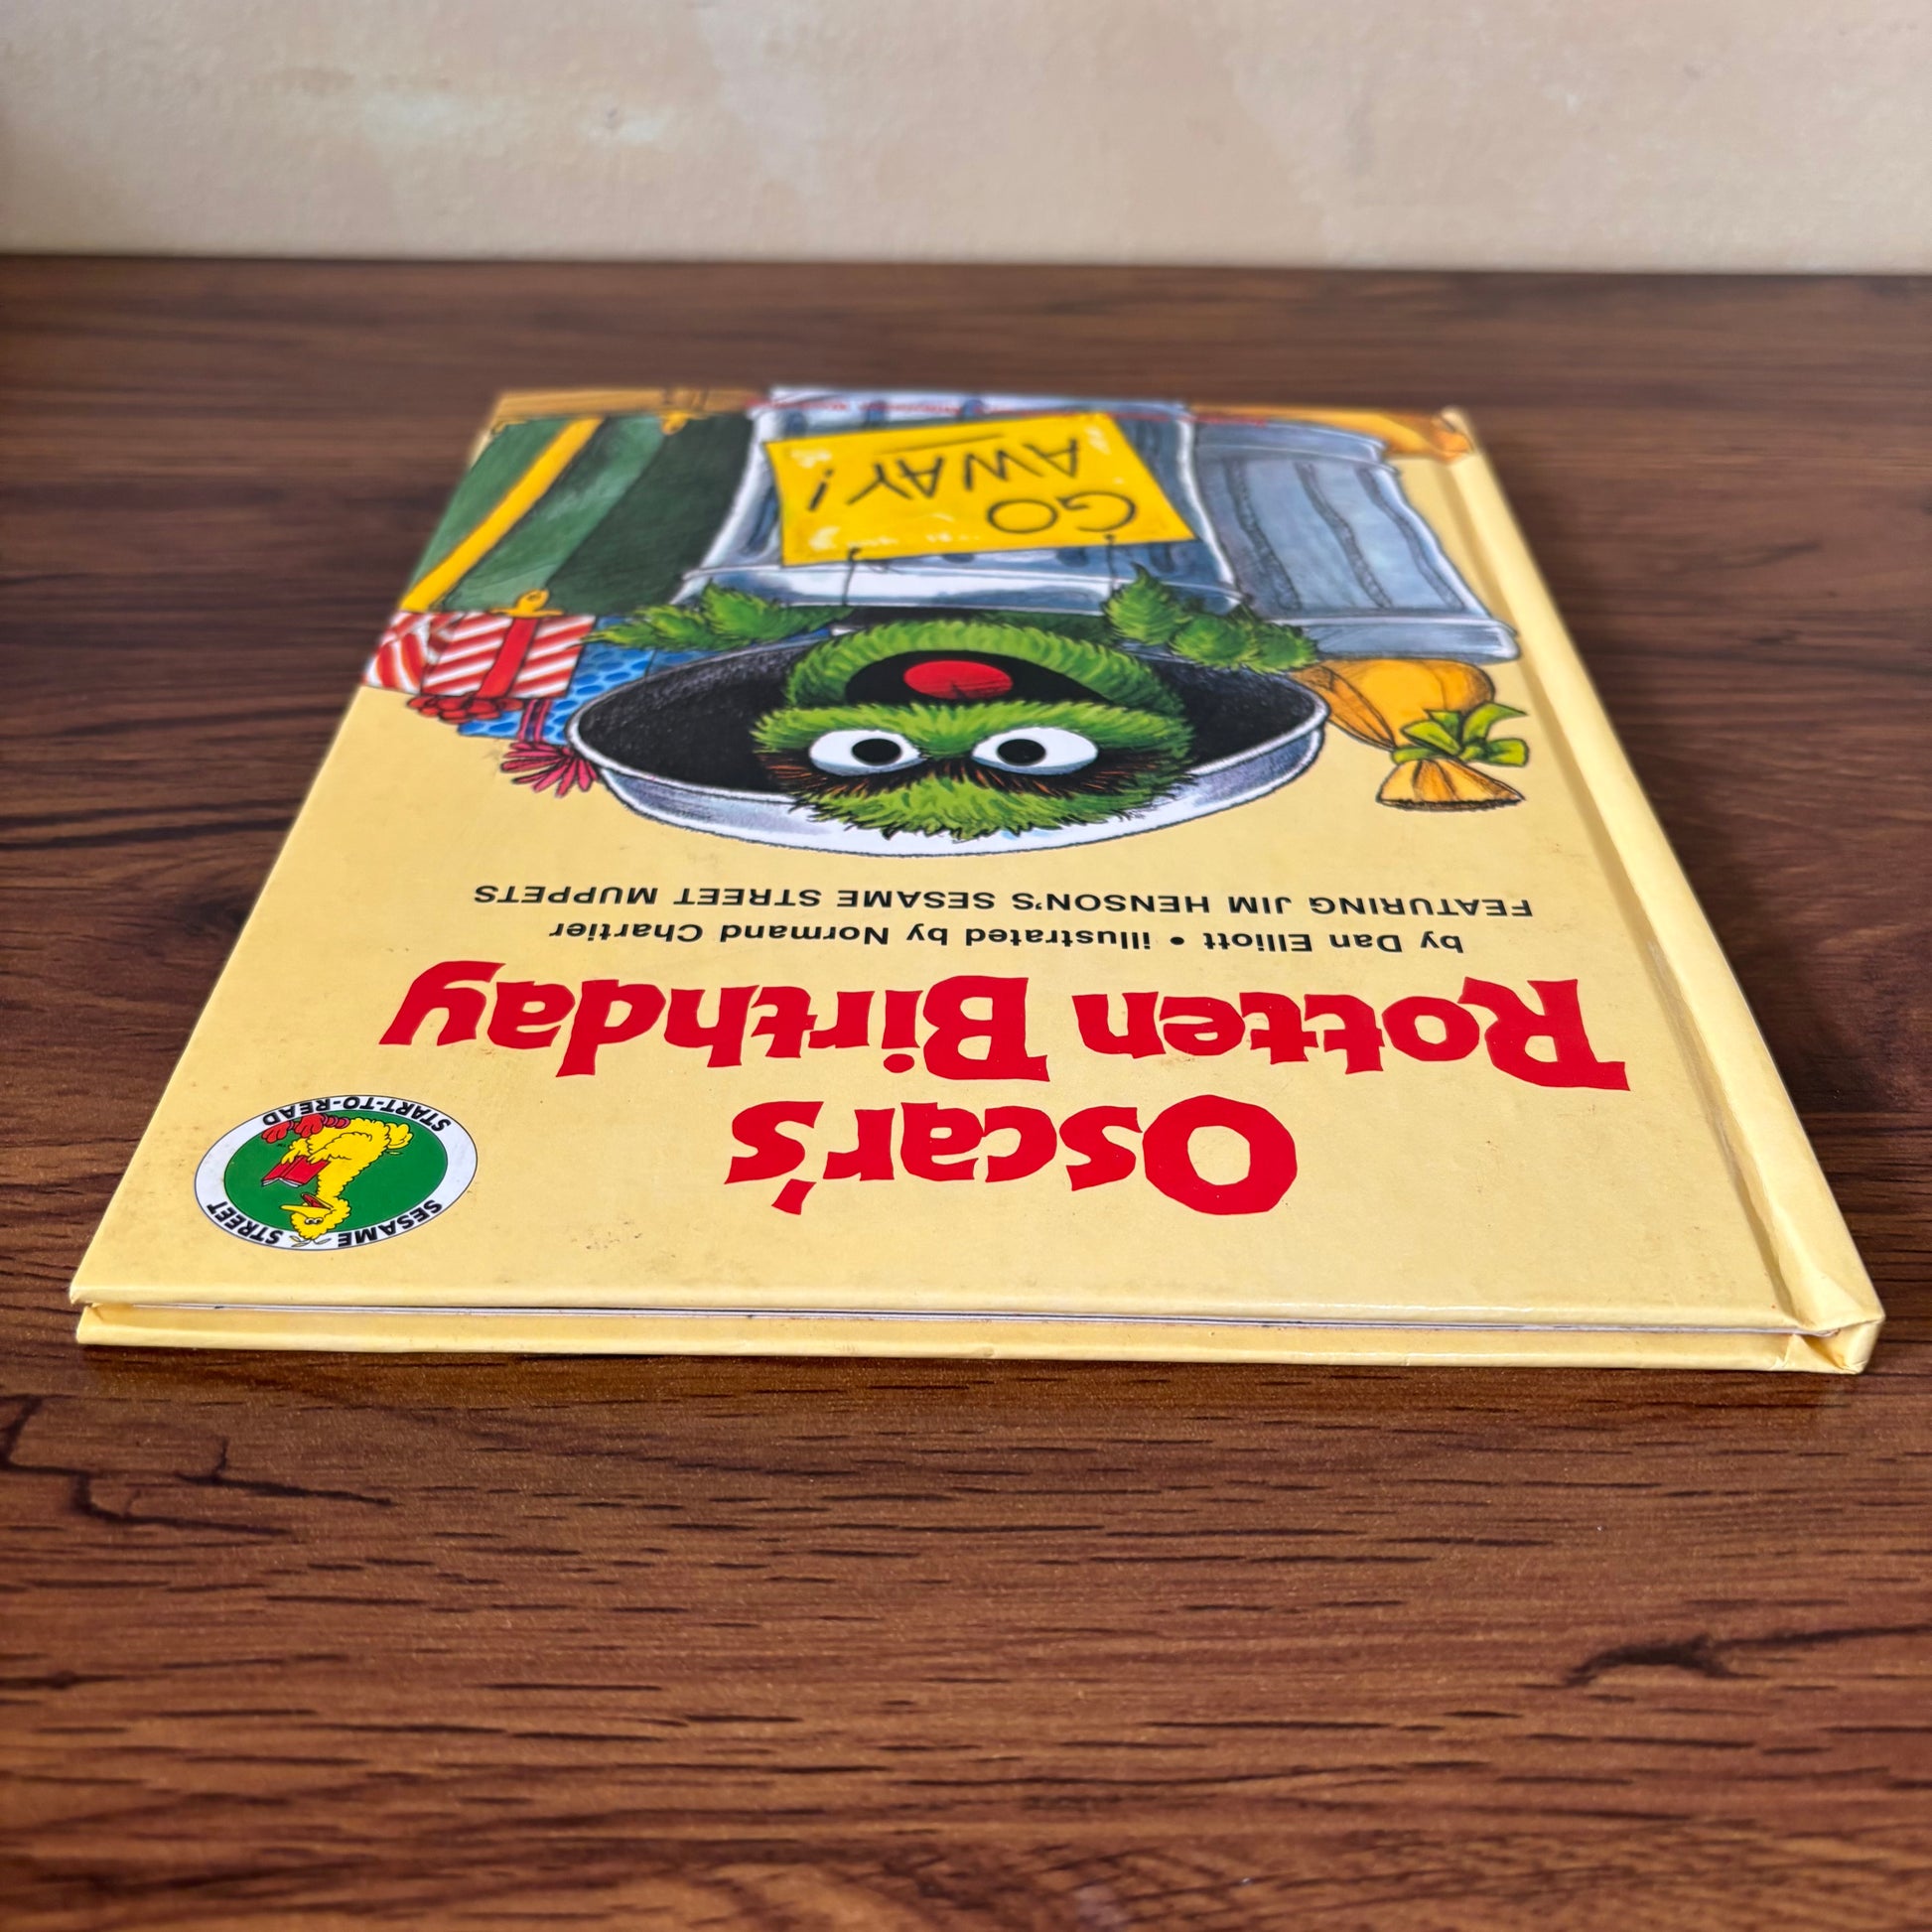 SESAME STREET
START-TO-READ
Oscar's
Rotten Birthday
by Dan Elliott • illustrated by Normand Chartier
FEATURING JIM HENSON'S SESAME STREET MUPPETS
GO
AWAY!